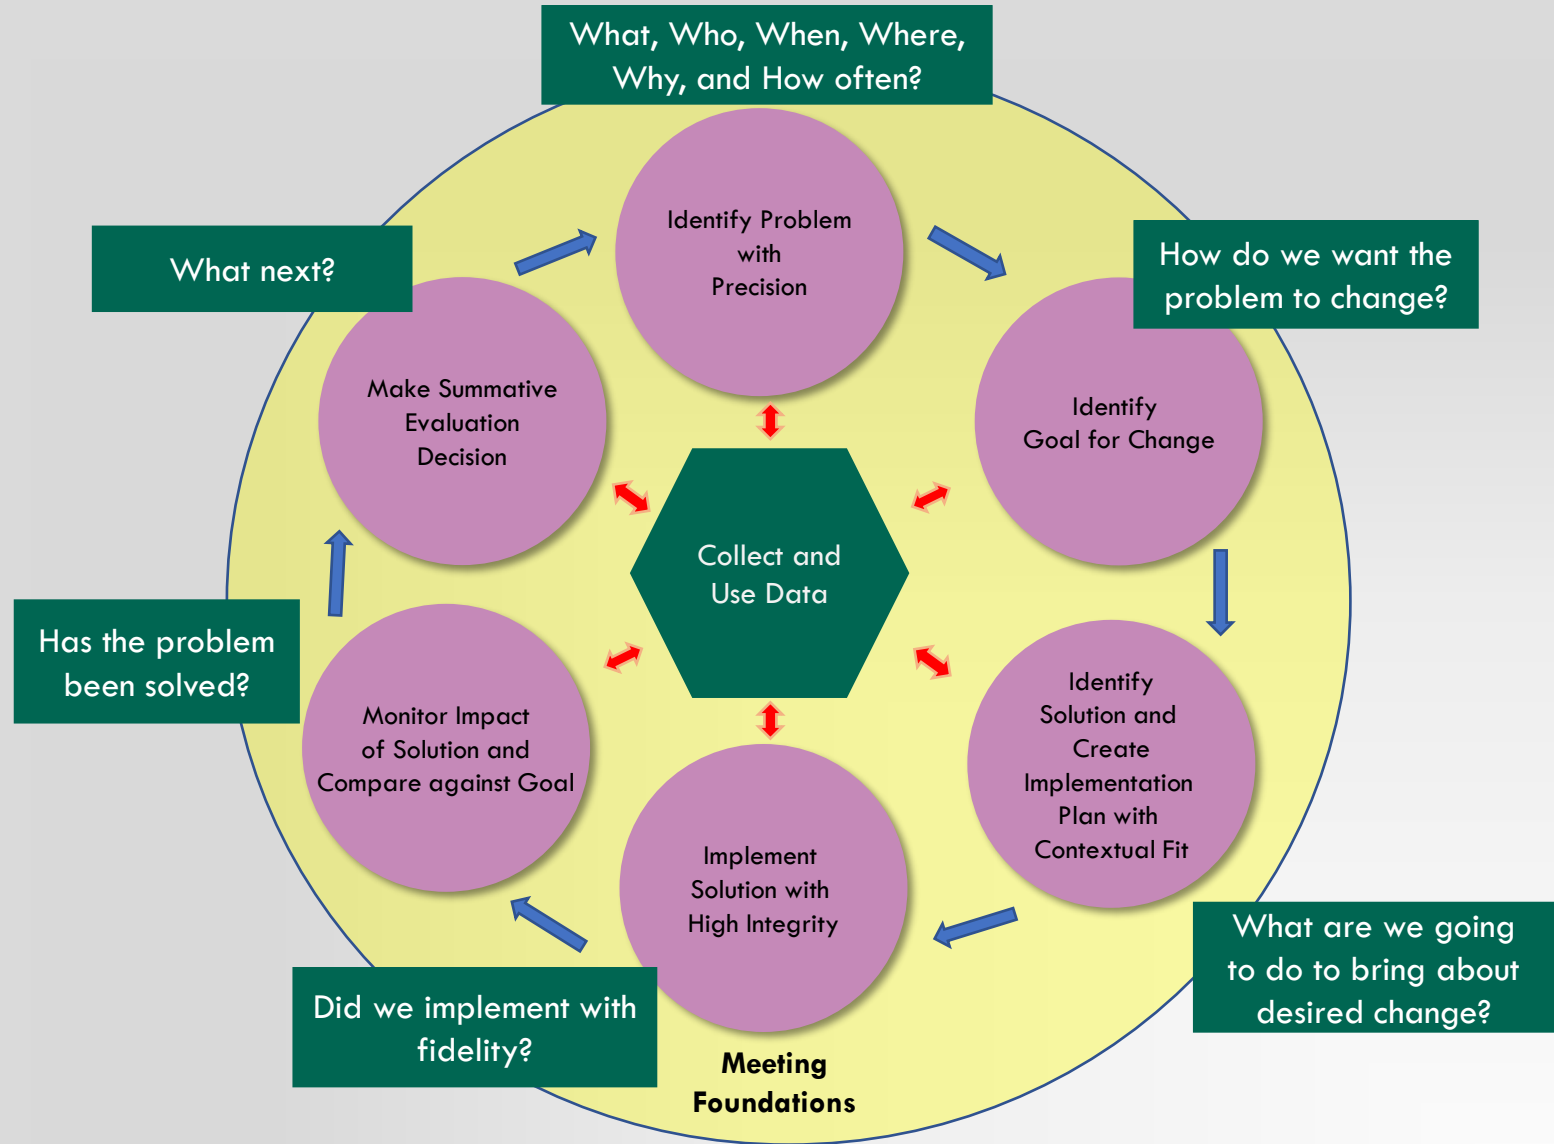 What, Who, When, Where,
Why, and How often?
Identify Problem
with
Precision
How do we want the
problem to change?
Identify
Goal for Change
Identify
Solution and
Create
Implementation
Plan with
Contextual Fit
What are we going
to do to bring about
desired change?
Implement
Solution with
High Integrity
Did we implement with
fidelity?
Monitor Impact
of Solution and
Compare against Goal
Has the problem
been solved?
Make Summative
Evaluation
Decision
What next?
Collect and
Use Data
Meeting
Foundations